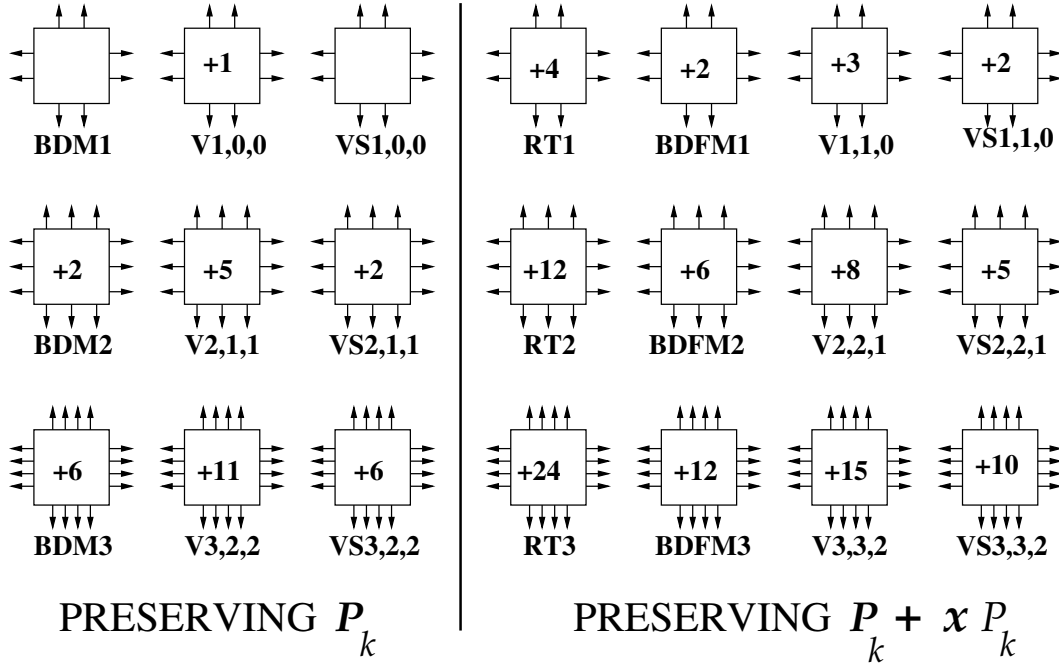 +1 +4 +2 +3 +2
BDM1 V1,0,0 VS1,0,0 RT1 BDFM1 V1,1,0 VS1,1,0
+2 +5 +2 +12 +6 +8 +5
BDM2 V2,1,1 VS2,1,1 RT2 BDFM2 V2,2,1 VS2,2,1
+6 +11 +6 +24 +12 +15 +10
BDM3 V3,2,2 VS3,2,2 RT3 BDFM3 V3,3,2 VS3,3,2
PRESERVING P_k PRESERVING P_k + x P_k